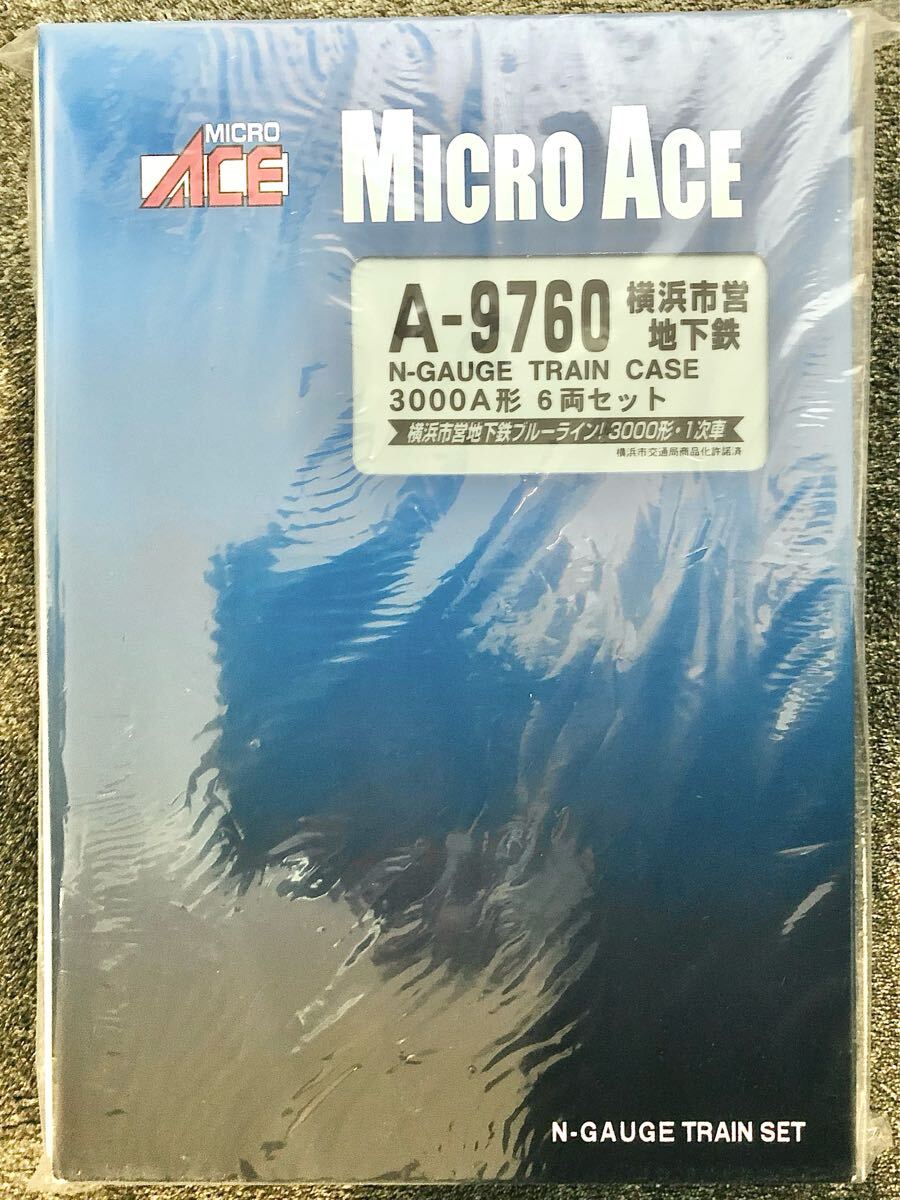 MICRO
ACE
MICRO ACE
A-9760 横浜市営
地下鉄
N-GAUGE TRAIN CASE
3000A形 6両セット
横浜市営地下鉄ブルーライン! 3000形・1次車
横浜市交通局商品化許諾済
N-GAUGE TRAIN SET